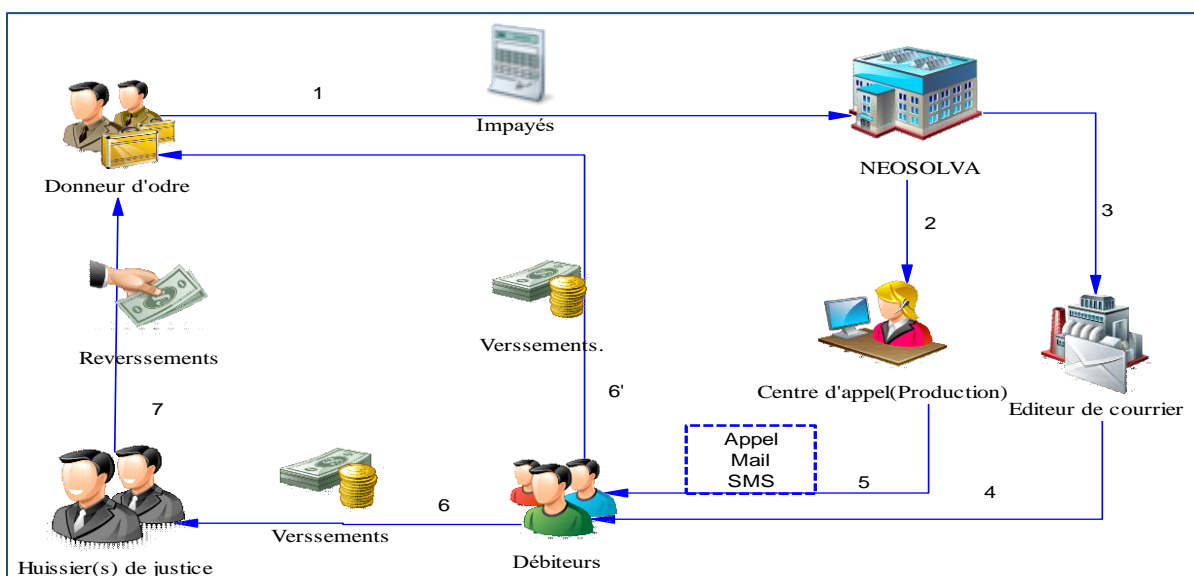 1
Impayés
NEOSOLVA
Donneur d'odre
2
3
Reverssements
Verssements.
Centre d'appel(Production)
Editeur de courrier
7
6'
Appel
Mail
SMS
5
4
6
Verssements
Débiteurs
Huissier(s) de justice